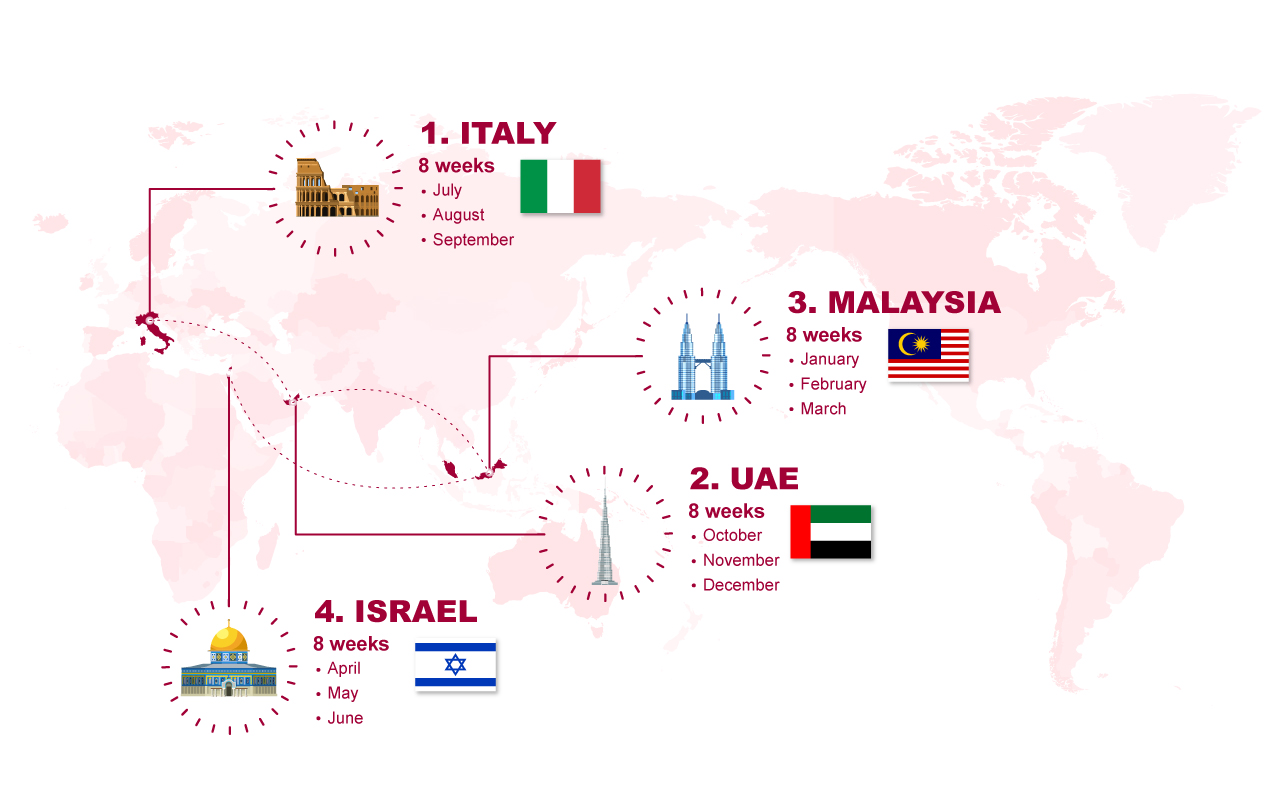 1. ITALY
8 weeks
• July
• August
• September
3. MALAYSIA
8 weeks
• January
• February
• March
2. UAE
8 weeks
• October
• November
• December
4. ISRAEL
8 weeks
• April
• May
• June